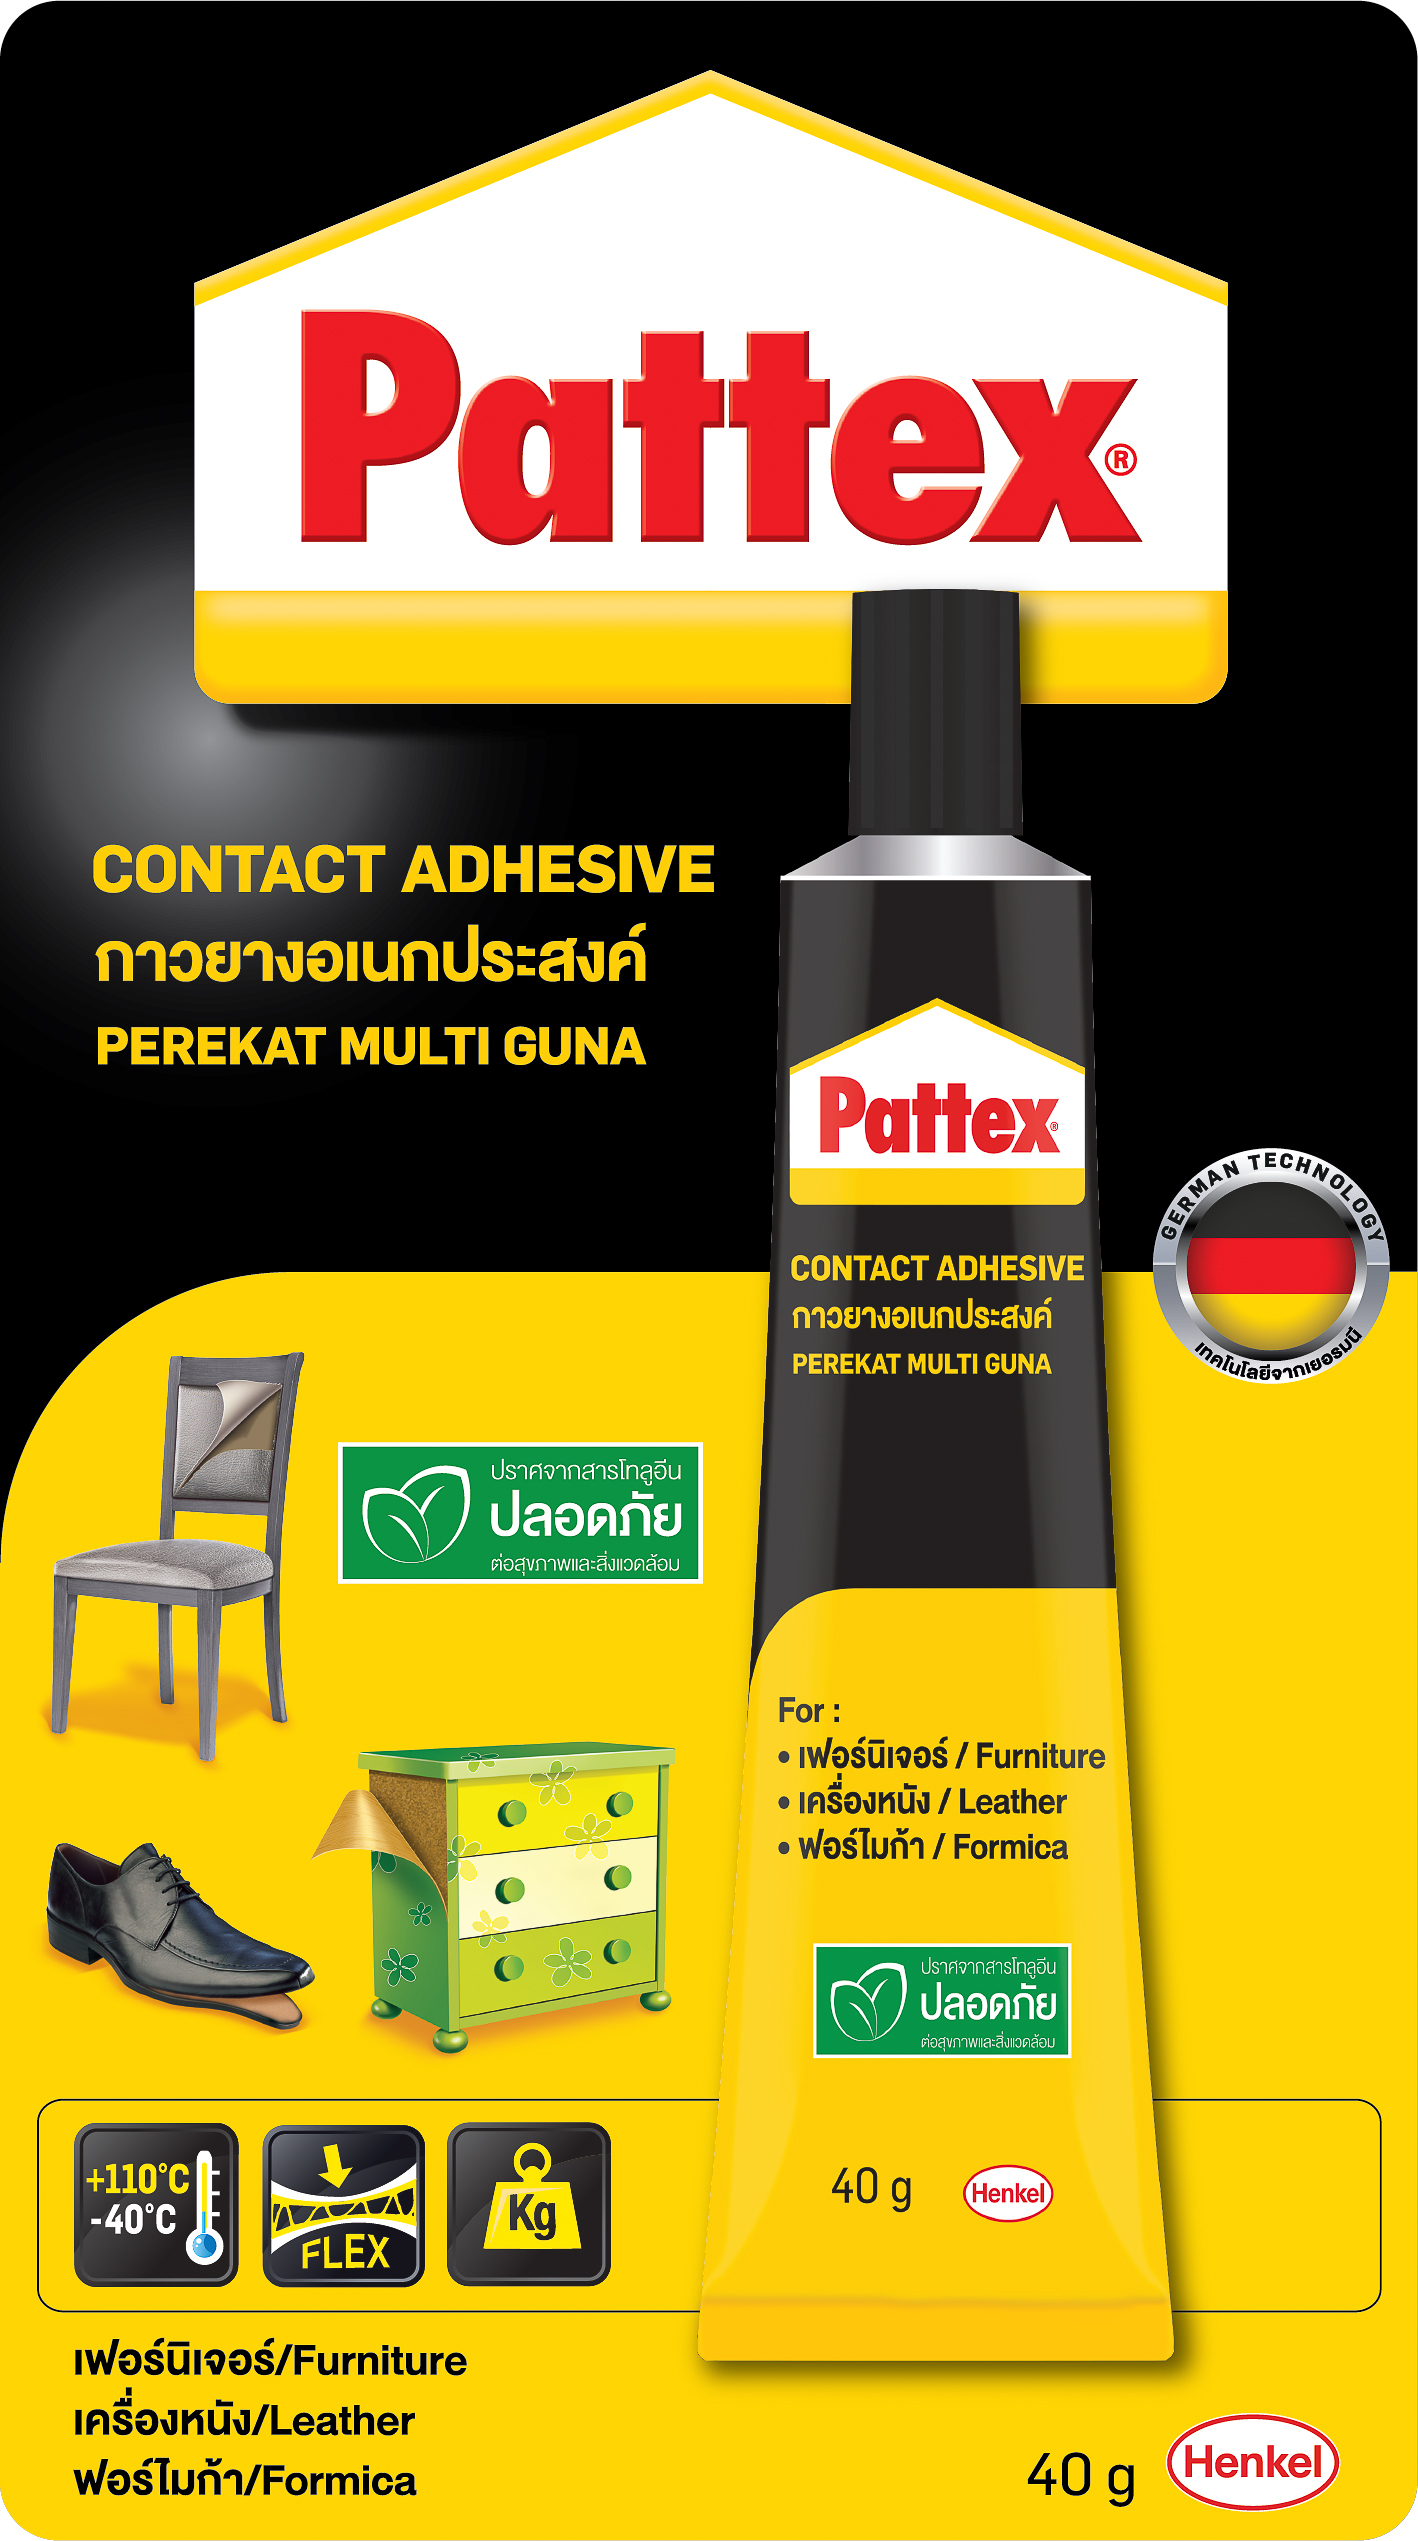 Pattex®
CONTACT ADHESIVE
กาวยางอเนกประสงค์
PEREKAT MULTI GUNA
Pattex®
CONTACT ADHESIVE
กาวยางอเนกประสงค์
PEREKAT MULTI GUNA
GERMAN TECHNOLOGY
เทคโนโลยีจากเยอรมนี
ปราศจากสารโทลูอีน
ปลอดภัย
ต่อสุขภาพและสิ่งแวดล้อม
For :
• เฟอร์นิเจอร์ / Furniture
• เครื่องหนัง / Leather
• ฟอร์ไมก้า / Formica
ปราศจากสารโทลูอีน
ปลอดภัย
ต่อสุขภาพและสิ่งแวดล้อม
+110°C
-40°C
FLEX
Kg
40 g
Henkel
เฟอร์นิเจอร์/Furniture
เครื่องหนัง/Leather
ฟอร์ไมก้า/Formica
40 g
Henkel